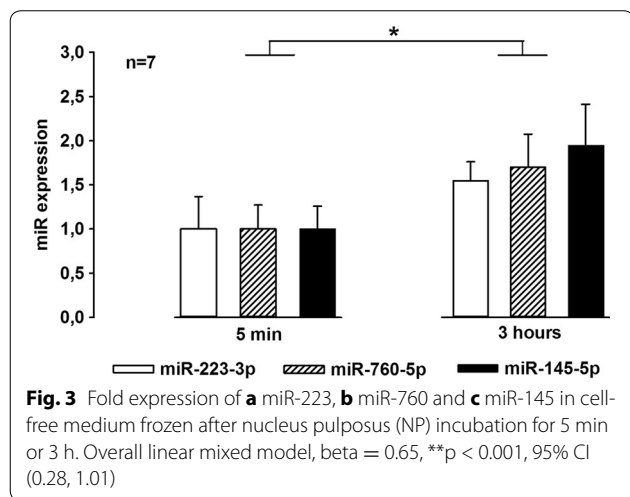 *
n=7
3,0
2,5
2,0
1,5
1,0
0,5
0,0
miR expression
5 min
3 hours
miR-223-3p miR-760-5p miR-145-5p
Fig. 3 Fold expression of a miR-223, b miR-760 and c miR-145 in cell-
free medium frozen after nucleus pulposus (NP) incubation for 5 min
or 3 h. Overall linear mixed model, beta = 0.65, **p < 0.001, 95% CI
(0.28, 1.01)